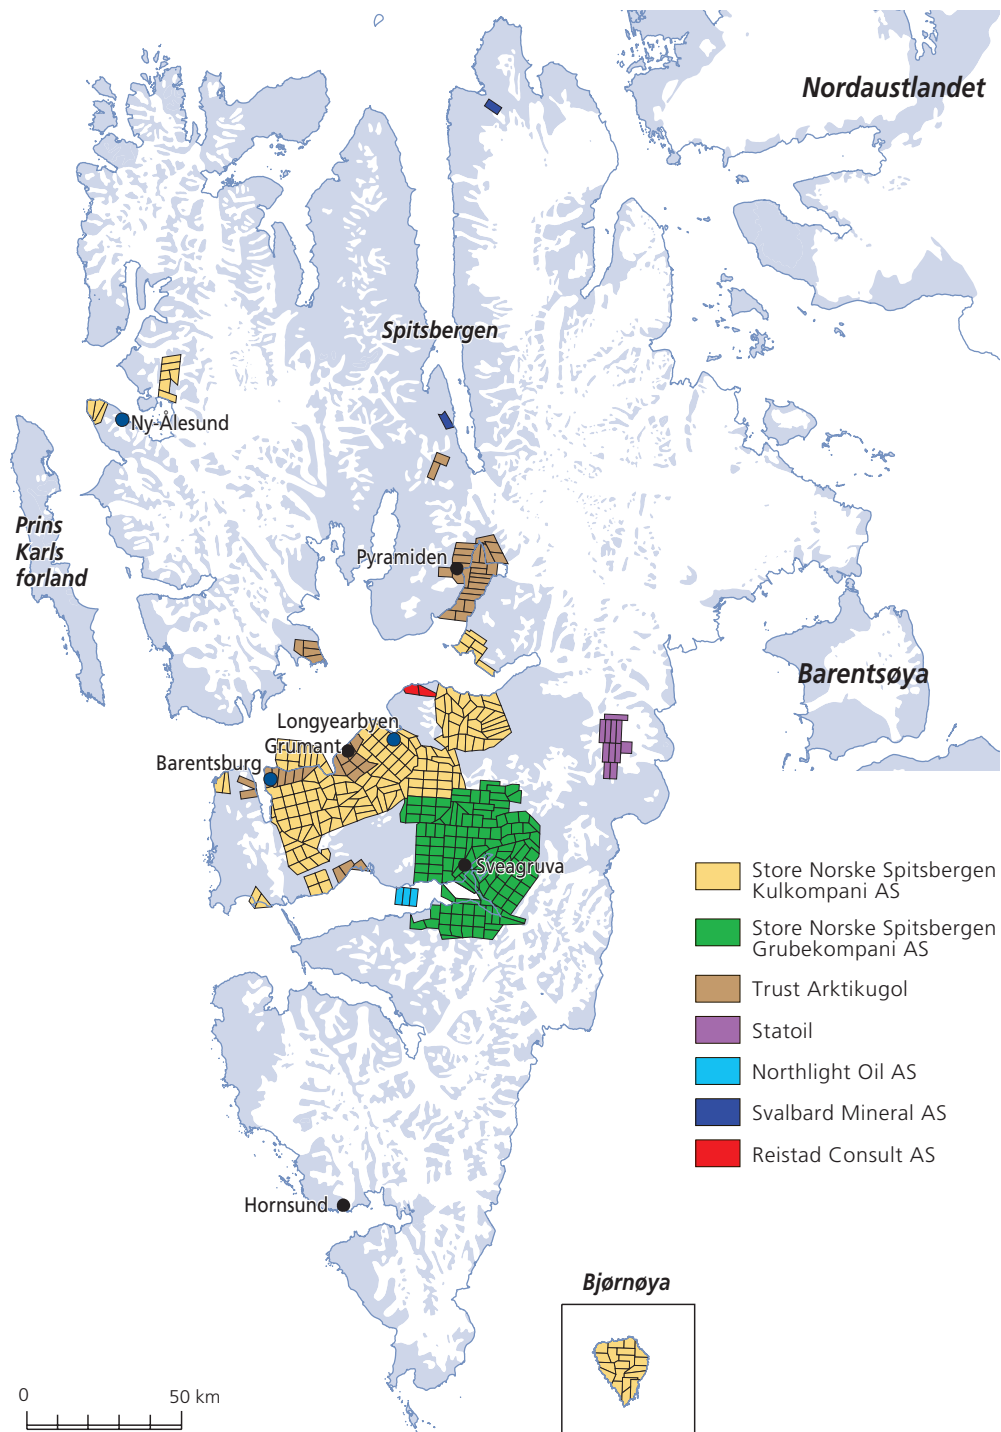 Nordaustlandet
Spitsbergen
Ny-Ålesund
Prins
Karls
forland
Pyramiden
Barentsøya
Longyearbyen
Grumant
Barentsburg
Sveagruva
Store Norske Spitsbergen
Kulkompani AS
Store Norske Spitsbergen
Grubekompani AS
Trust Arktikugol
Statoil
Northlight Oil AS
Svalbard Mineral AS
Reistad Consult AS
Hornsund
Bjørnøya
0 50 km